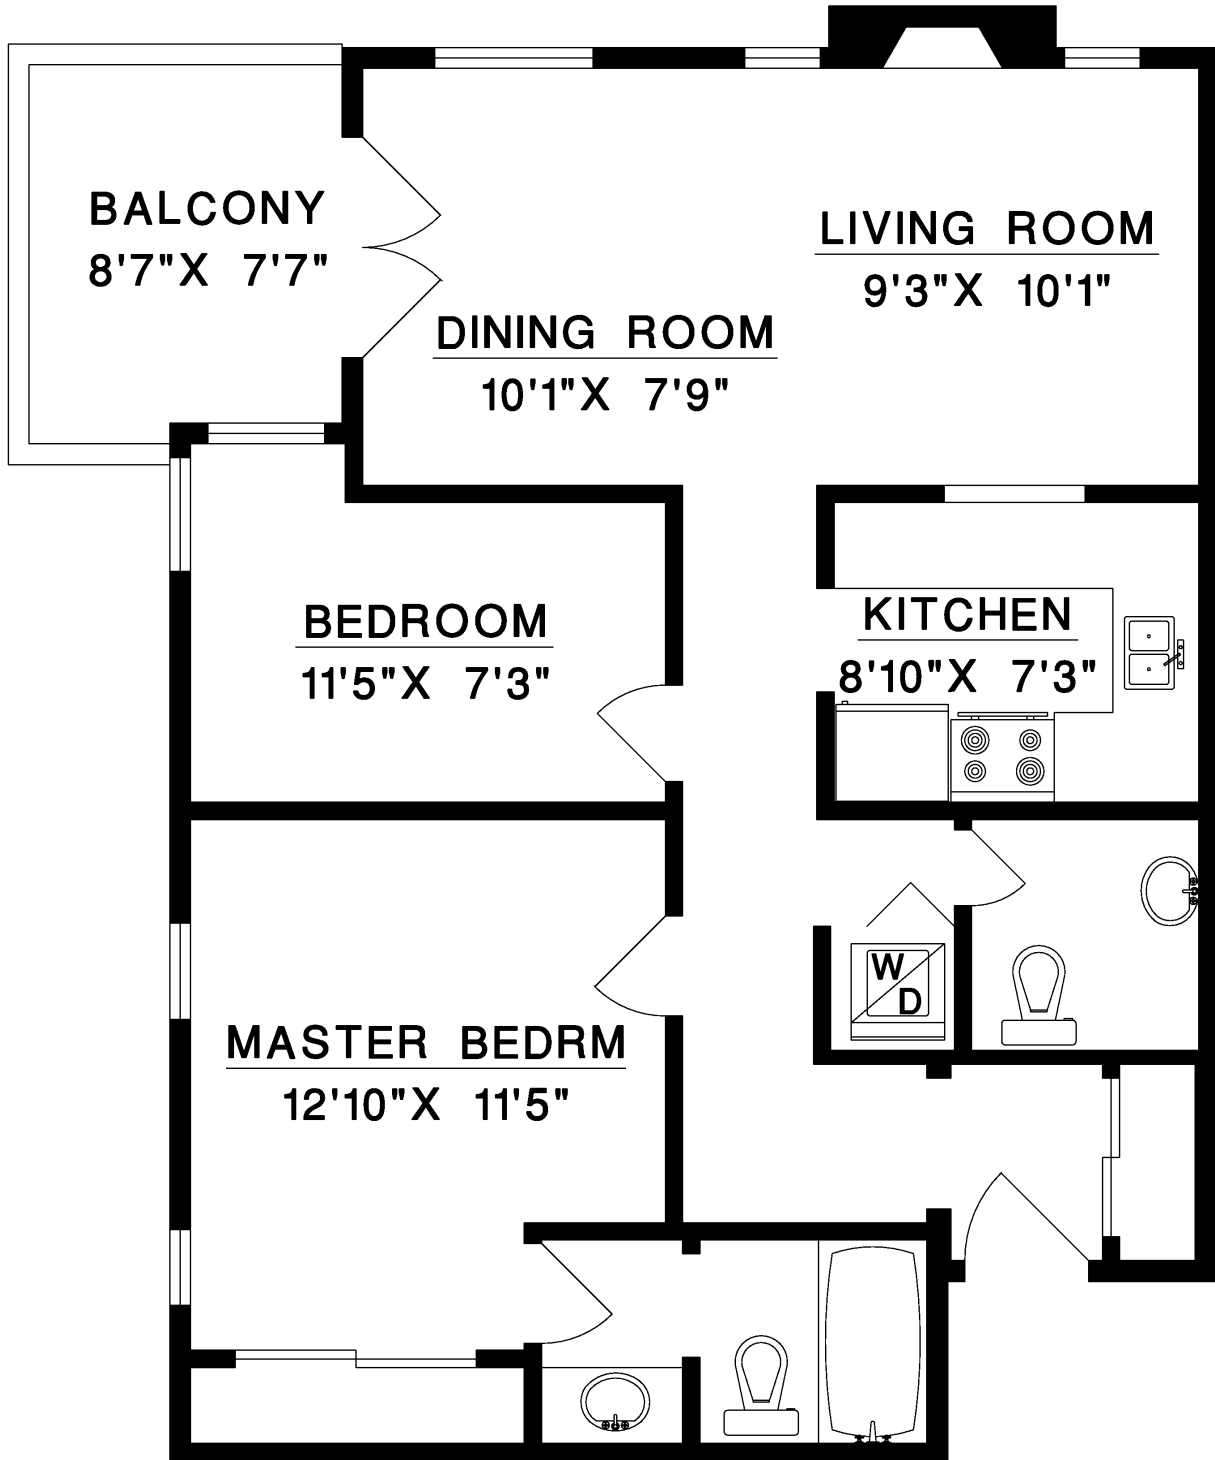 BALCONY
8'7"X 7'7"
LIVING ROOM
9'3"X 10'1"
DINING ROOM
10'1"X 7'9"
BEDROOM
11'5"X 7'3"
KITCHEN
8'10"X 7'3"
W
D
MASTER BEDRM
12'10"X 11'5"